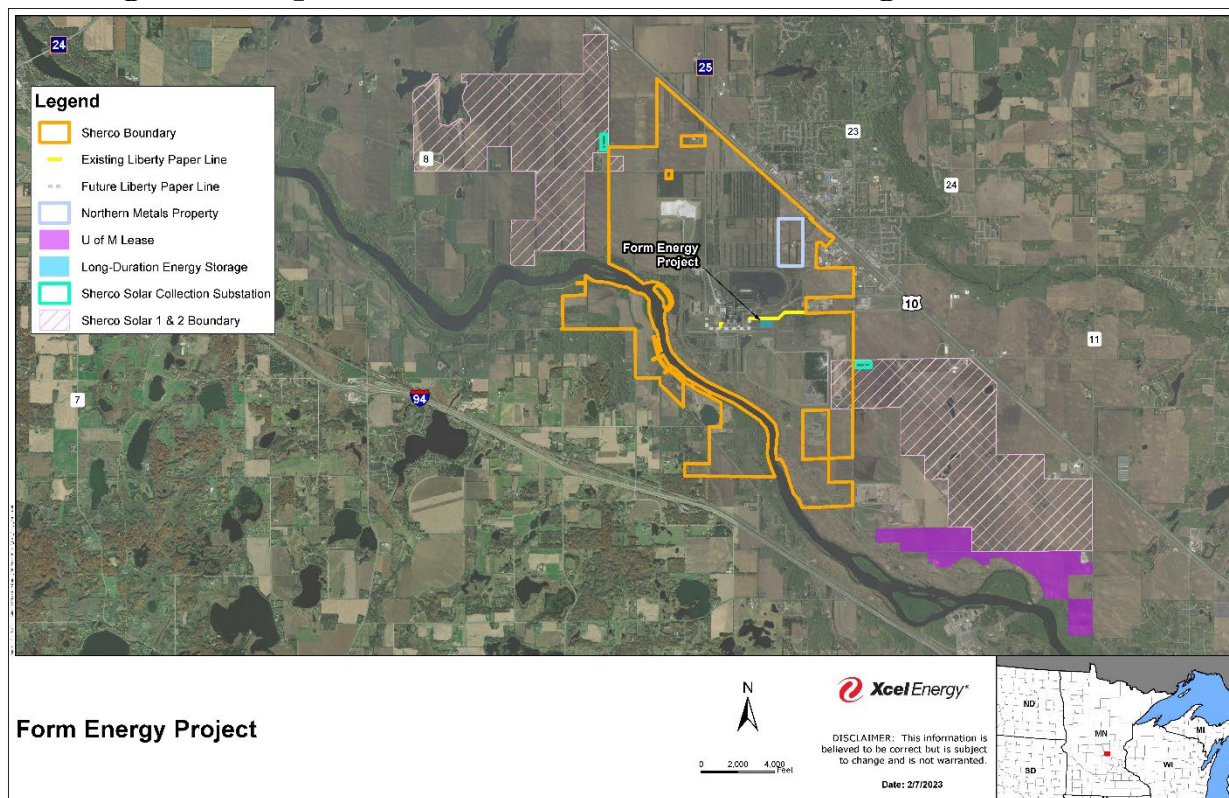 24
25
Legend
Sherco Boundary
Existing Liberty Paper Line
Future Liberty Paper Line
Northern Metals Property
U of M Lease
Long-Duration Energy Storage
Sherco Solar Collection Substation
Sherco Solar 1 & 2 Boundary
8
23
24
Form Energy
Project
10
11
7
94
Form Energy Project
N
0 2,000 4,000
Feet
Xcel Energy®
DISCLAIMER: This information is
believed to be correct but is subject
to change and is not warranted.
Date: 2/7/2023
ND
MN
SD
WI
MI